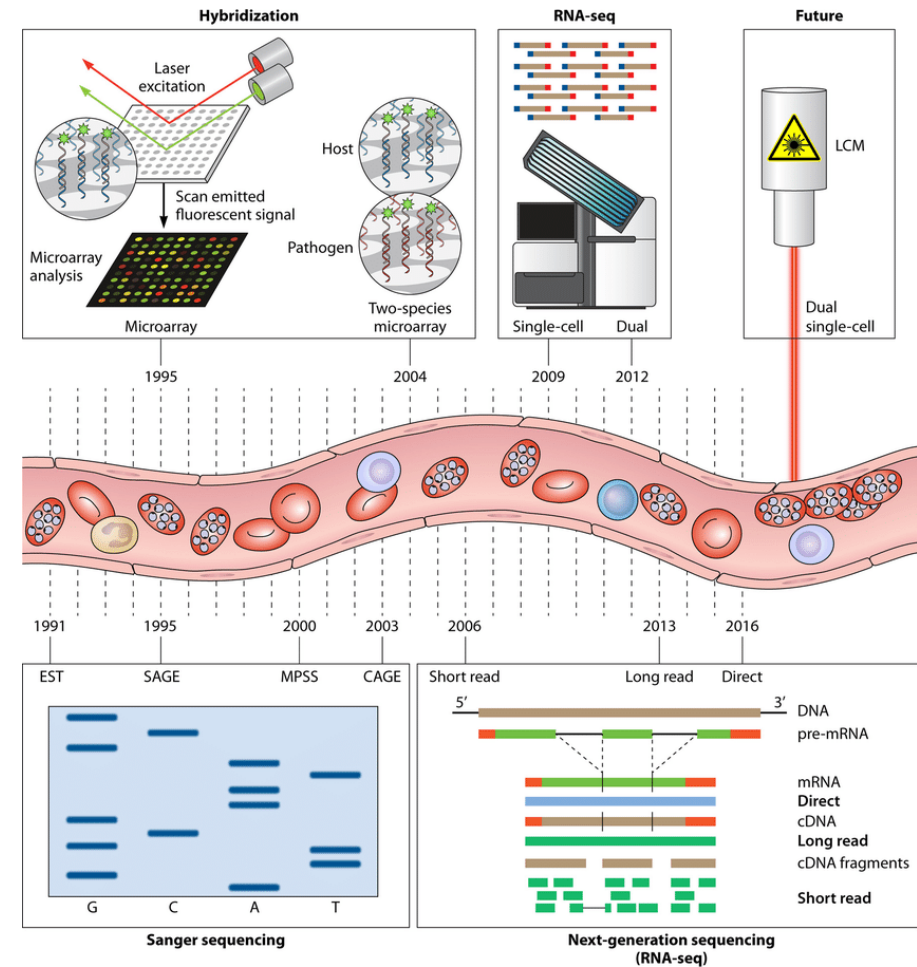 Hybridization
RNA-seq
Future
Laser
excitation
Host
Scan emitted
fluorescent signal
Pathogen
Microarray
analysis
Microarray
Two-species
microarray
Single-cell
Dual
LCM
Dual
single-cell
1995
2004
2009
2012
1991
1995
2000
2003
2006
2013
2016
EST
SAGE
MPSS
CAGE
Short read
Long read
Direct
G
C
A
T
Sanger sequencing
5′
3′
DNA
pre-mRNA
mRNA
Direct
cDNA
Long read
cDNA fragments
Short read
Next-generation sequencing
(RNA-seq)